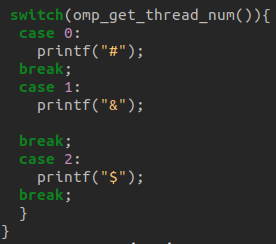 switch(omp_get_thread_num()){
case 0:
printf("#");
break;
case 1:
printf("&");
break;
case 2:
printf("$");
break;
}
}